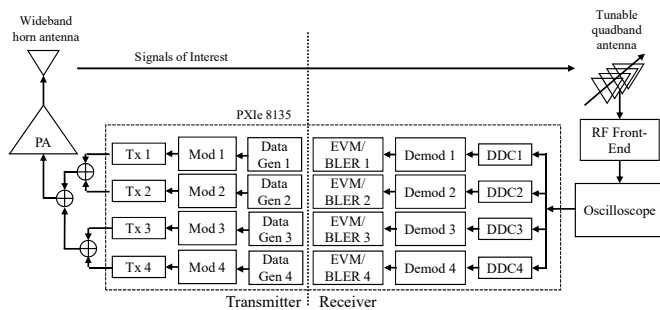 Wideband
horn antenna
Tunable
quadband
antenna
Signals of Interest
PXIe 8135
PA
RF Front-
End
Oscilloscope
Tx 1
Mod 1
Data
Gen 1
EVM/
BLER 1
Demod 1
DDC1
Tx 2
Mod 2
Data
Gen 2
EVM/
BLER 2
Demod 2
DDC2
Tx 3
Mod 3
Data
Gen 3
EVM/
BLER 3
Demod 3
DDC3
Tx 4
Mod 4
Data
Gen 4
EVM/
BLER 4
Demod 4
DDC4
Transmitter
Receiver